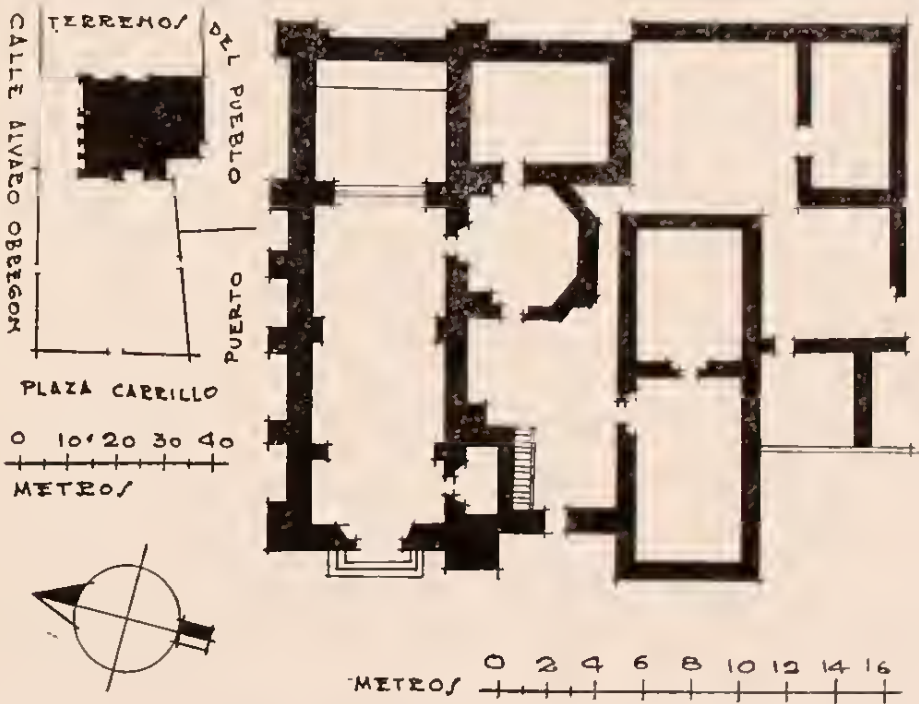 TERRENOS
DEL PUEBLO
CALLE ALVARO OBREGON
PUERTO
PLAZA CARRILLO
0 10 20 30 40
METROS
0 2 4 6 8 10 12 14 16
METROS